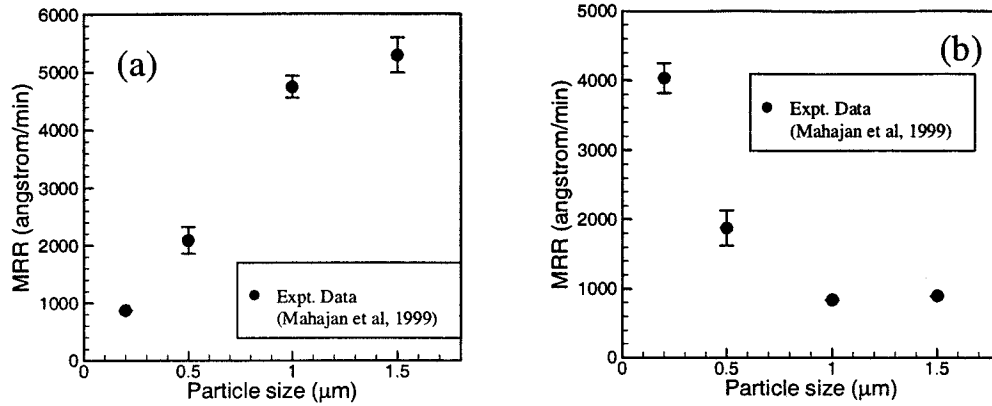 6000
5000
4000
3000
2000
1000
0
MRR (angstrom/min)
(a)
Expt. Data
(Mahajan et al, 1999)
0 0.5 1 1.5
Particle size (μm)
5000
4000
3000
2000
1000
0
MRR (angstrom/min)
(b)
Expt. Data
(Mahajan et al, 1999)
0 0.5 1 1.5
Particle size (μm)